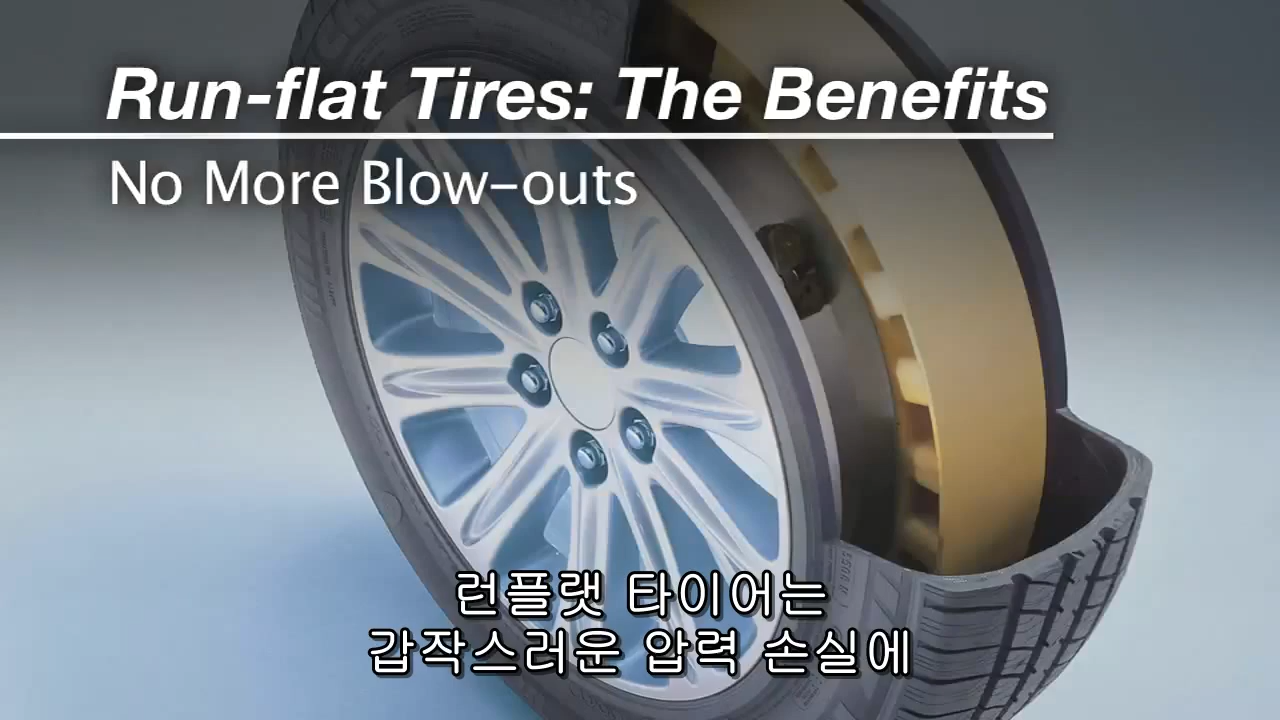 Run-flat Tires: The Benefits
No More Blow-outs
런플랫 타이어는
갑작스러운 압력 손실에